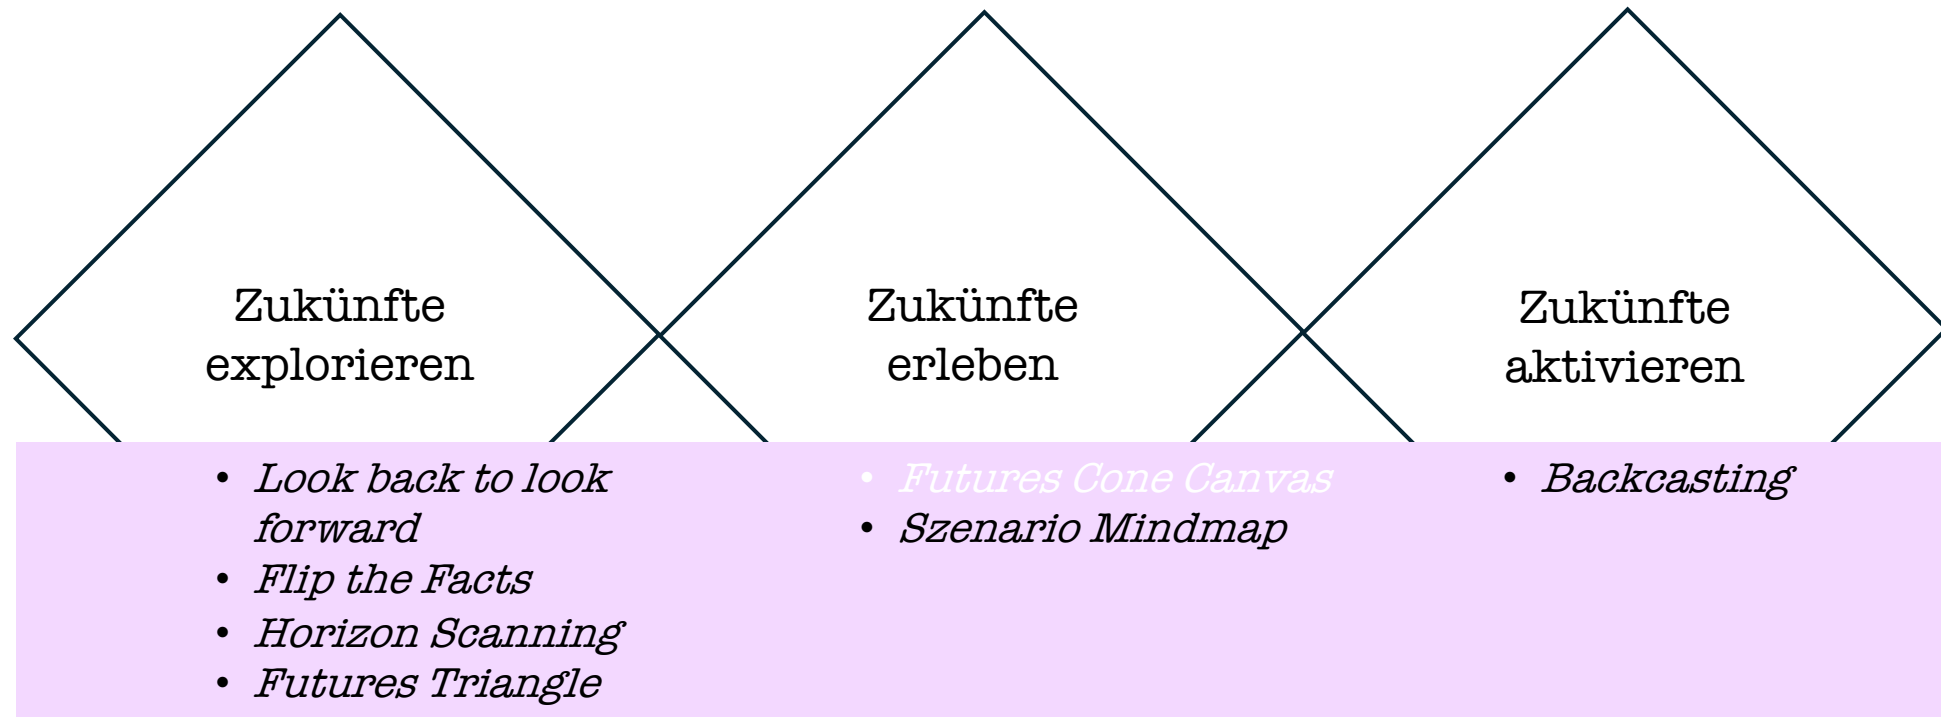 Zukünfte
explorieren
Zukünfte
erleben
Zukünfte
aktivieren
• Look back to look
forward
• Flip the Facts
• Horizon Scanning
• Futures Triangle
• Futures Cone Canvas
• Szenario Mindmap
• Backcasting